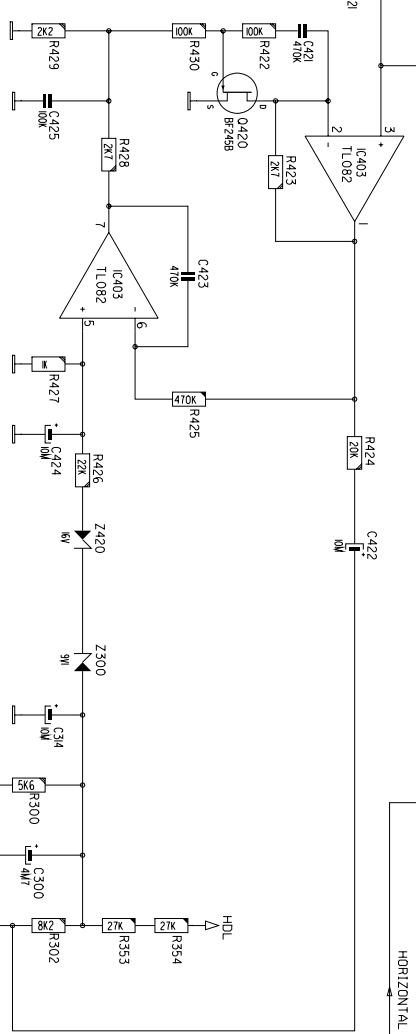 21
2K2
R429
100K
C425
R428
2K7
100K
R430
100K
R422
C421
470K
G
S
D
Q420
BF245B
R423
2K7
2
-
3
+
IC403
TL082
1
7
IC403
TL082
+
-
5
6
C423
470K
R425
470K
1K
R427
+
C424
10M
R426
22K
Z420
16V
Z300
9V1
R424
20K
C422
10M
+
+
C314
10M
5K6
R300
+
C300
4M7
8K2
R302
27K
R353
27K
R354
HDL
HORIZONTAL